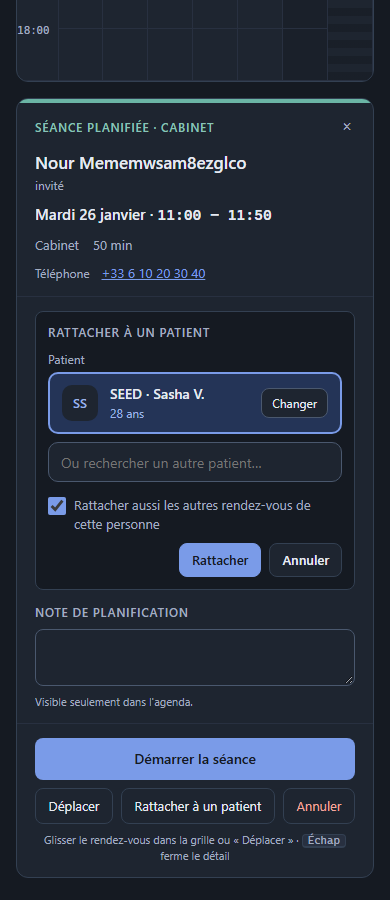 18:00
SÉANCE PLANIFIÉE · CABINET
×
Nour Mememwsam8ezglco
invité
Mardi 26 janvier · 11:00 – 11:50
Cabinet 50 min
Téléphone +33 6 10 20 30 40
RATTACHER À UN PATIENT
Patient
SS
SEED · Sasha V.
28 ans
Changer
Ou rechercher un autre patient…
Rattacher aussi les autres rendez-vous de
cette personne
Rattacher Annuler
NOTE DE PLANIFICATION
Visible seulement dans l'agenda.
Démarrer la séance
Déplacer Rattacher à un patient Annuler
Glisser le rendez-vous dans la grille ou « Déplacer » · Échap
ferme le détail